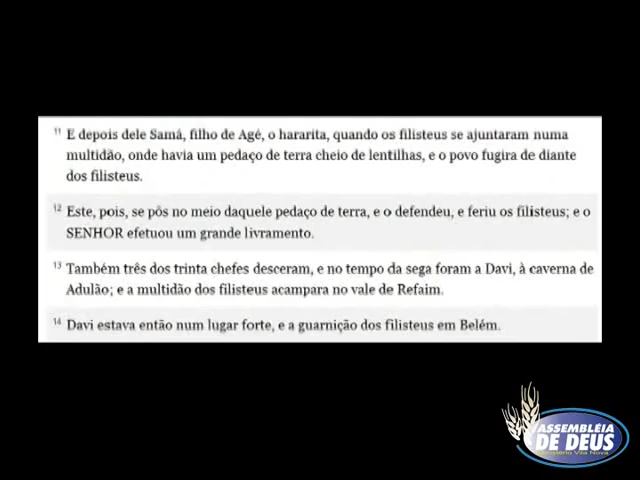 11 E depois dele Samá, filho de Agé, o hararita, quando os filisteus se ajuntaram numa
multidão, onde havia um pedaço de terra cheio de lentilhas, e o povo fugira de diante
dos filisteus.
12 Este, pois, se pôs no meio daquele pedaço de terra, e o defendeu, e feriu os filisteus; e o
SENHOR efetuou um grande livramento.
13 Também três dos trinta chefes desceram, e no tempo da sega foram a Davi, à caverna de
Adulão; e a multidão dos filisteus acampara no vale de Refaim.
14 Davi estava então num lugar forte, e a guarnição dos filisteus em Belém.
ASSEMBLÉIA
DE DEUS
Ministério Vila Nova